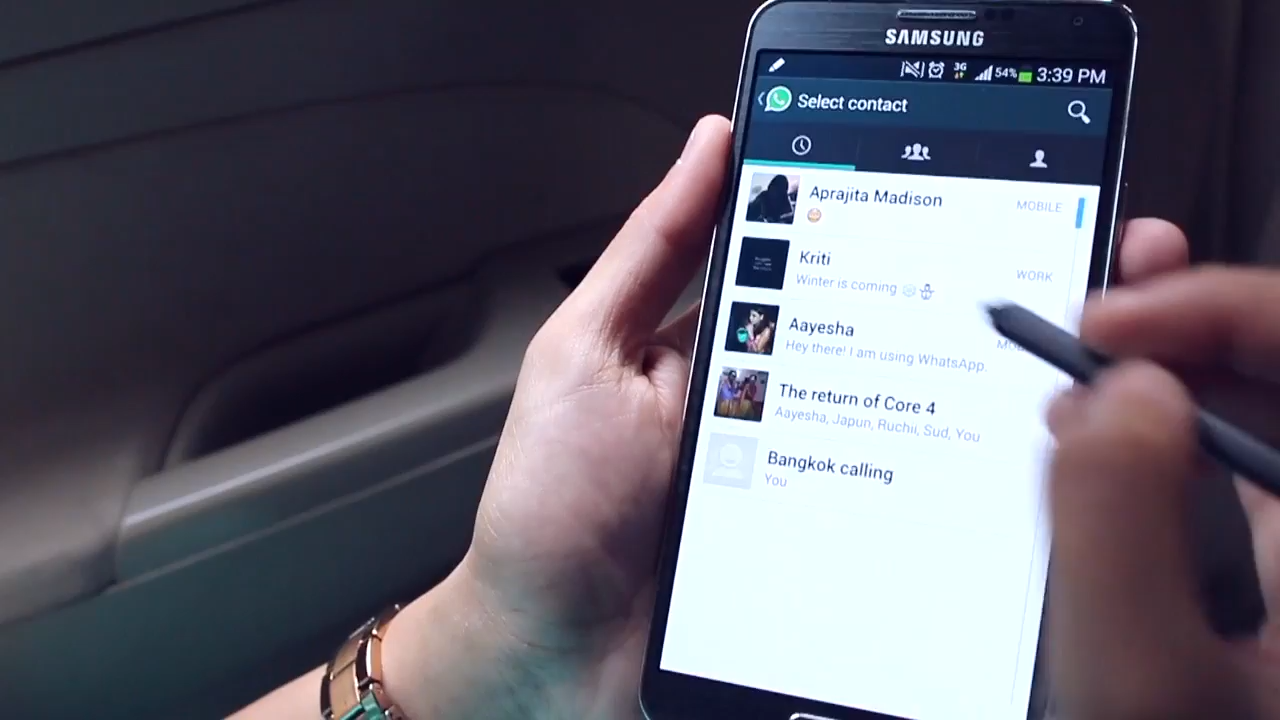 SAMSUNG
3G 54% 3:39 PM
Select contact
Aprajita Madison MOBILE
Kriti WORK
Winter is coming
Aayesha
Hey there! I am using WhatsApp.
The return of Core 4
Aayesha, Japun, Ruchii, Sud, You
Bangkok calling
You